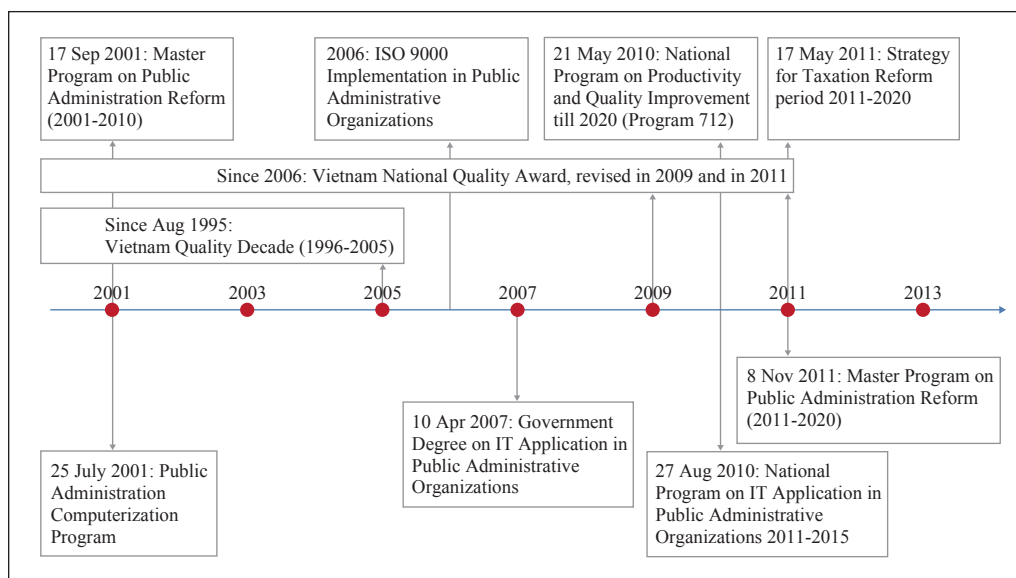 17 Sep 2001: Master
Program on Public
Administration Reform
(2001-2010)
2006: ISO 9000
Implementation in Public
Administrative
Organizations
21 May 2010: National
Program on Productivity
and Quality Improvement
till 2020 (Program 712)
17 May 2011: Strategy
for Taxation Reform
period 2011-2020
Since 2006: Vietnam National Quality Award, revised in 2009 and in 2011
Since Aug 1995:
Vietnam Quality Decade (1996-2005)
2001 2003 2005 2007 2009 2011 2013
8 Nov 2011: Master Program on
Public Administration Reform
(2011-2020)
10 Apr 2007: Government
Degree on IT Application in
Public Administrative
Organizations
25 July 2001: Public
Administration
Computerization
Program
27 Aug 2010: National
Program on IT Application in
Public Administrative
Organizations 2011-2015